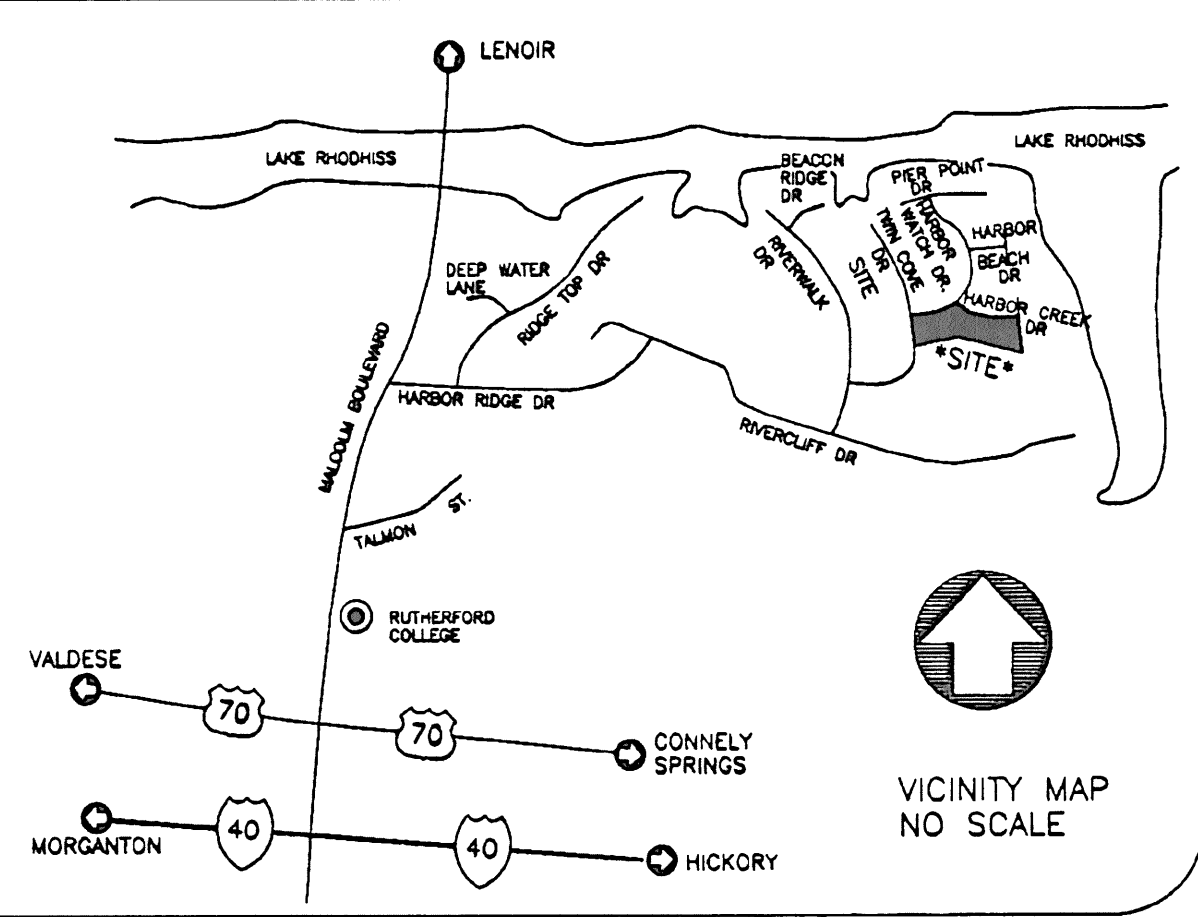 LENOIR
LAKE RHODHISS
LAKE RHODHISS
BEACON
RIDGE
DR
PIER POINT
DR
HARBOR
WATCH DR.
TWIN COVE
DR
HARBOR
BEACH
DR
HARBOR CREEK
DR
SITE
*SITE*
RIVERWALK
DR
DEEP WATER
LANE
RIDGE TOP DR
MALCOLM BOULEVARD
HARBOR RIDGE DR
RIVERCLIFF DR
TALMON ST.
RUTHERFORD
COLLEGE
VALDESE
70
70
CONNELY
SPRINGS
MORGANTON
40
40
HICKORY
VICINITY MAP
NO SCALE